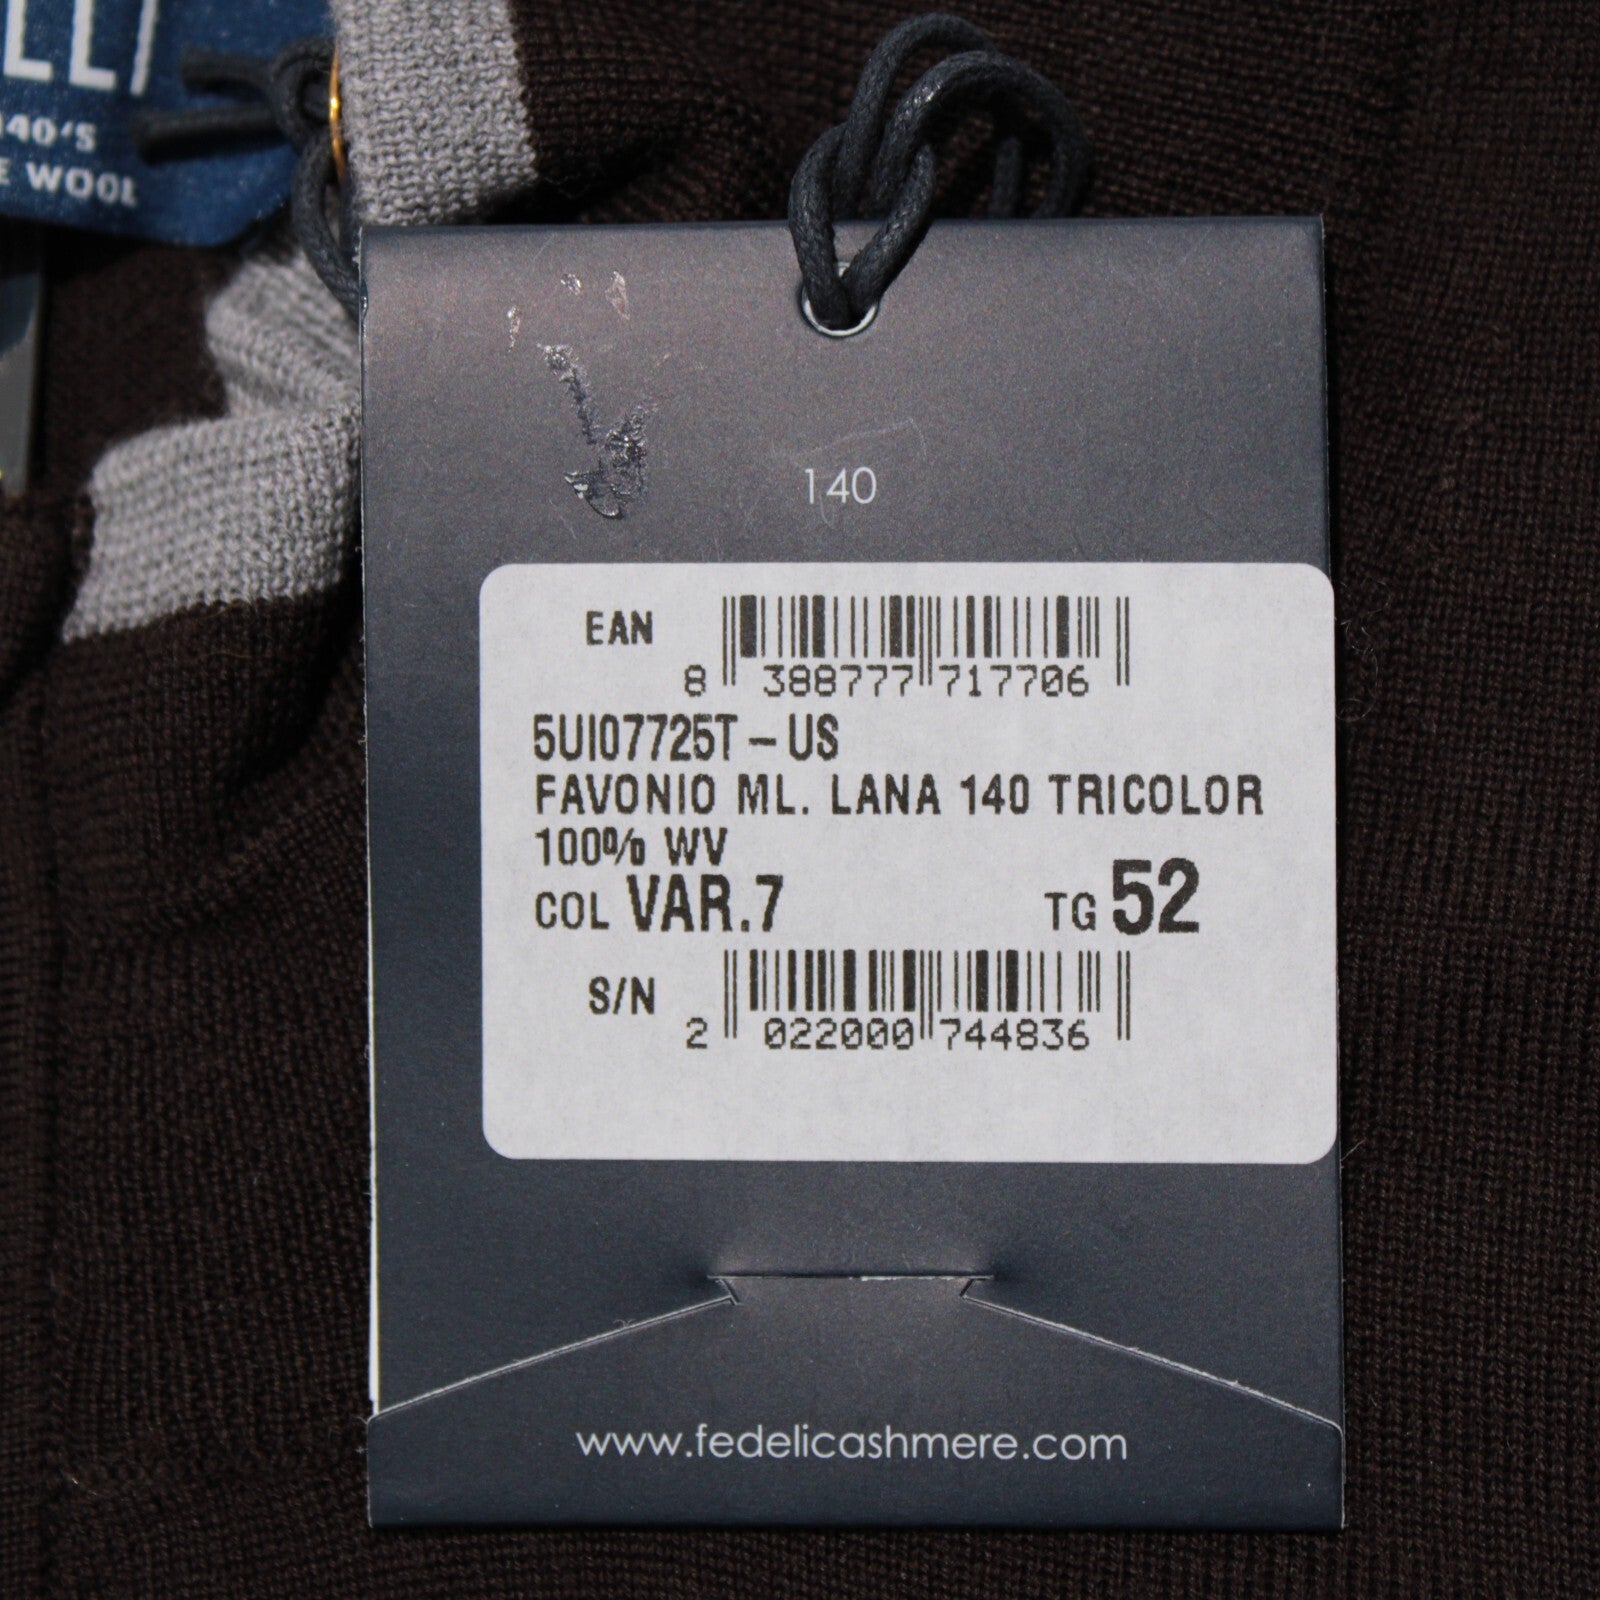 LLI
140'S
E WOOL
140
EAN
8 388777 717706
5UI07725T-US
FAVONIO ML. LANA 140 TRICOLOR
100% WV
COL VAR.7 TG 52
S/N
2 022000 744836
www.fedelicashmere.com